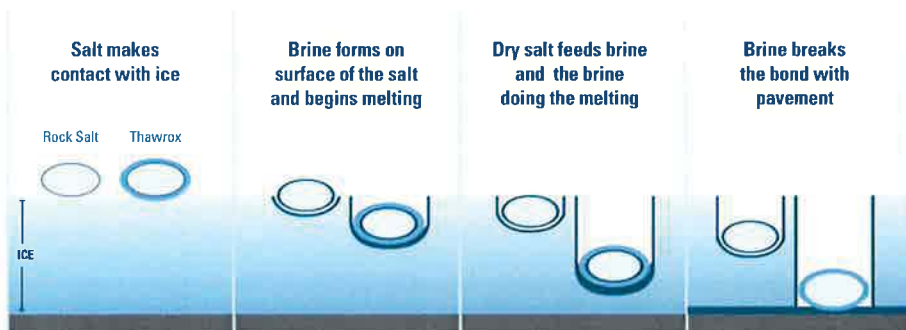 Salt makes
contact with ice
Rock Salt
Thawrox
ICE
Brine forms on
surface of the salt
and begins melting
Dry salt feeds brine
and the brine
doing the melting
Brine breaks
the bond with
pavement